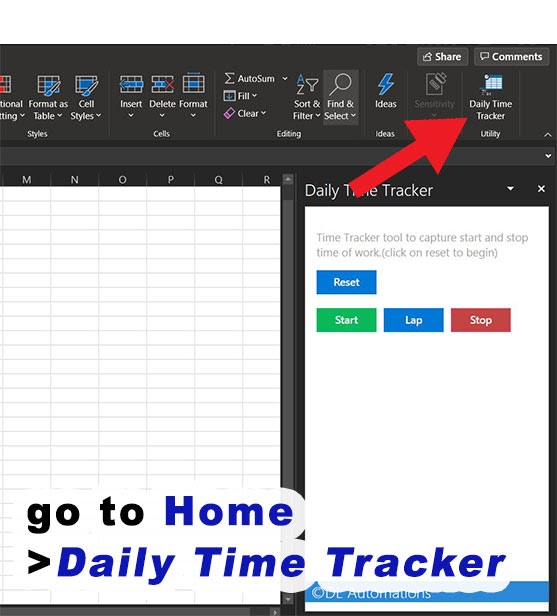 Share Comments
tional Format as Cell Insert Delete Format AutoSum Sort & Find & Ideas Sensitivity Daily Time
tting Table Styles Fill Filter Select Tracker
Clear
Styles Cells Editing Ideas Utility
M N O P Q R
Daily Time Tracker
Time Tracker tool to capture start and stop
time of work.(click on reset to begin)
Reset
Start Lap Stop
go to Home
>Daily Time Tracker
©DL Automations